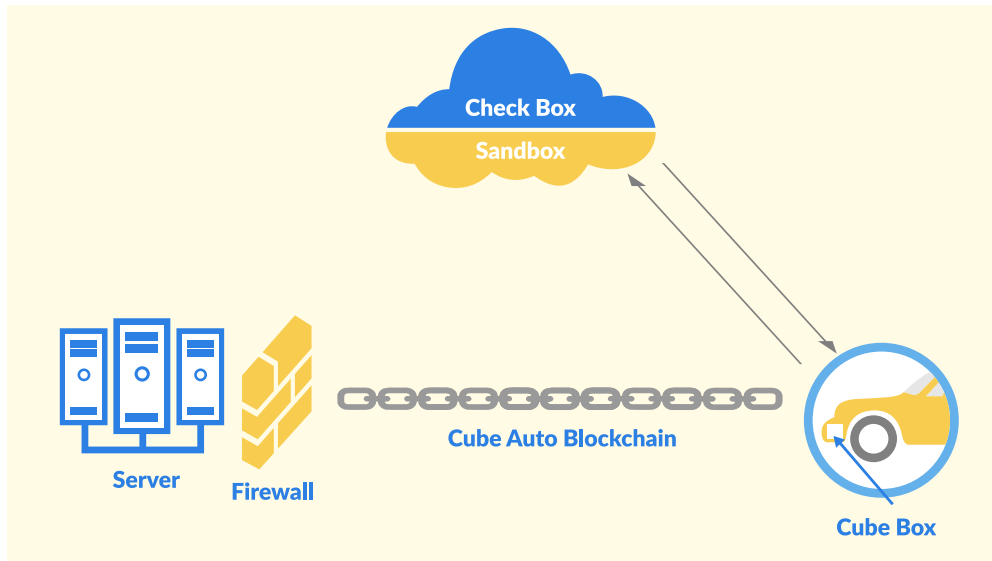 Check Box
Sandbox
Cube Auto Blockchain
Server
Firewall
Cube Box